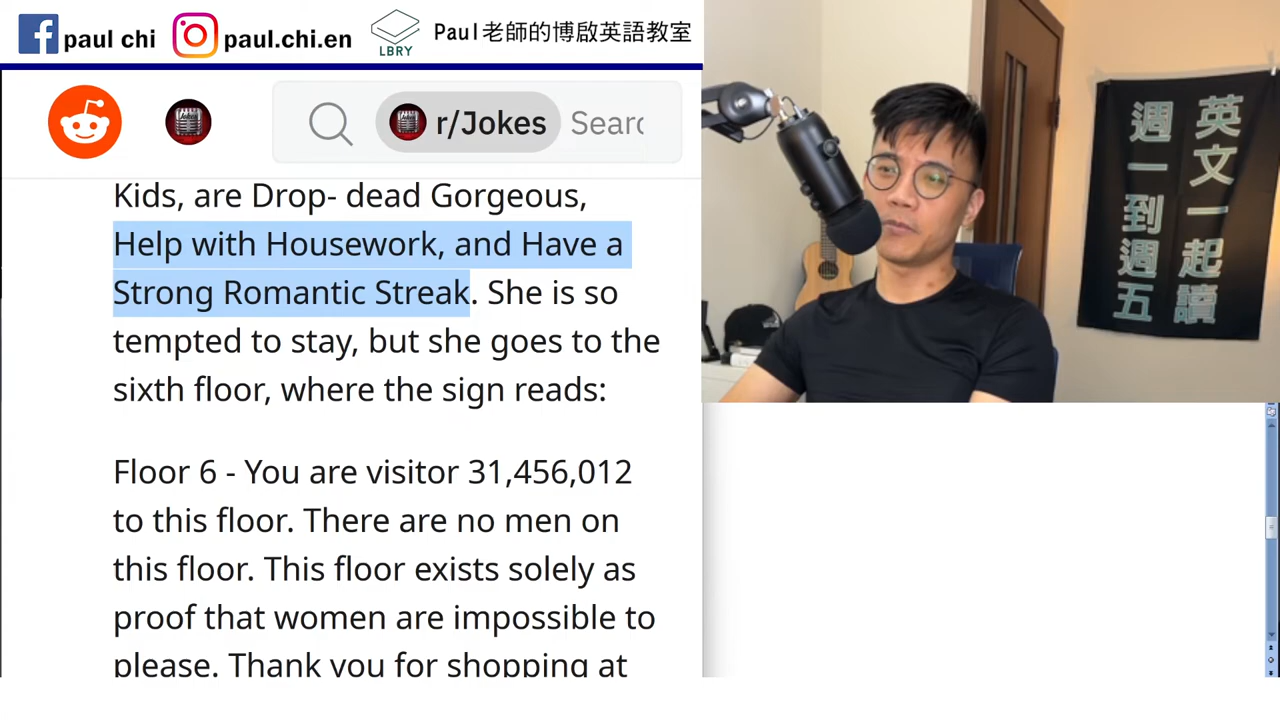 paul chi
paul.chi.en
LBRY
Paul老師的博啟英語教室
r/Jokes
Searc
Kids, are Drop- dead Gorgeous,
Help with Housework, and Have a
Strong Romantic Streak. She is so
tempted to stay, but she goes to the
sixth floor, where the sign reads:
Floor 6 - You are visitor 31,456,012
to this floor. There are no men on
this floor. This floor exists solely as
proof that women are impossible to
please. Thank you for shopping at
英文一起讀
週一到週五